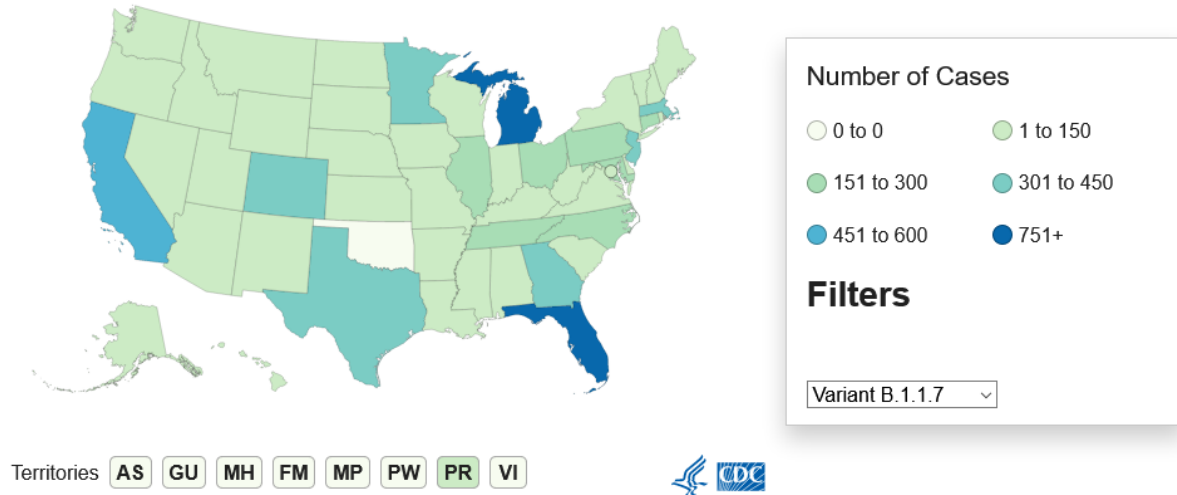 Number of Cases
0 to 0
1 to 150
151 to 300
301 to 450
451 to 600
751+
Filters
Variant B.1.1.7
Territories AS GU MH FM MP PW PR VI
CDC